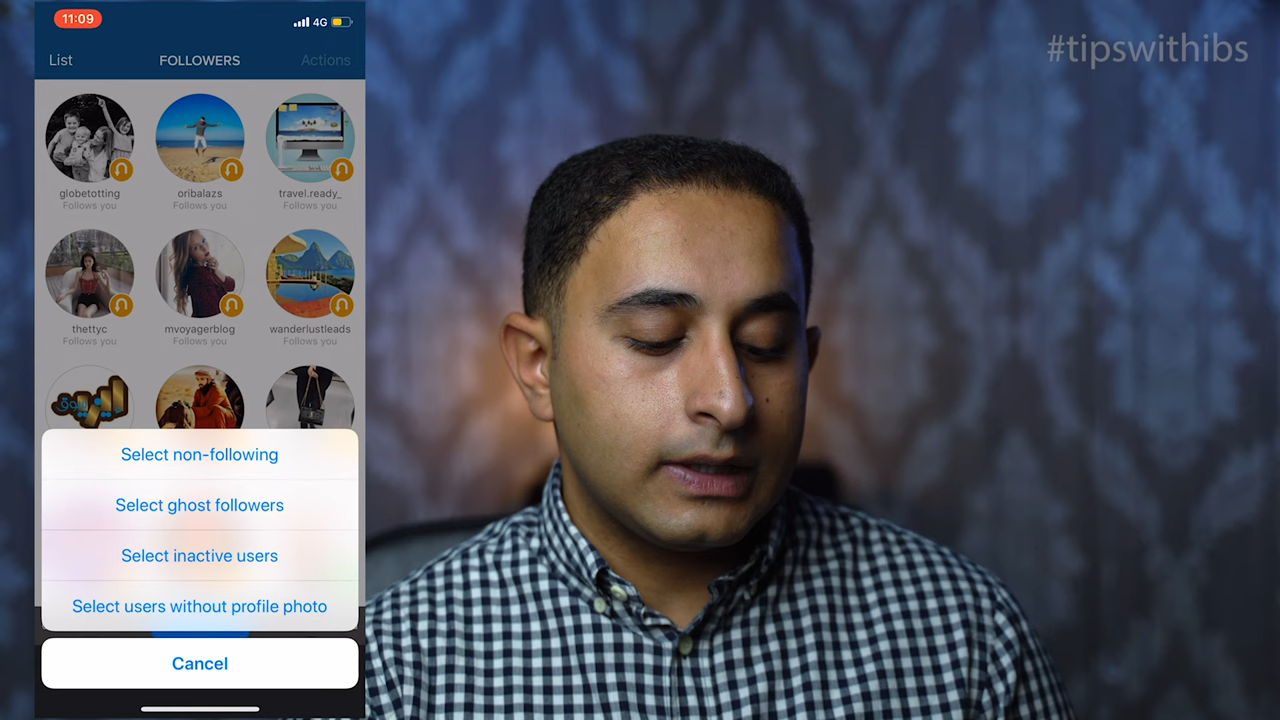 11:09
4G
#tipswithibs
List
FOLLOWERS
Actions
globetotting
oribalazs
travel.ready_
Follows you
Follows you
Follows you
thettyc
mvoyagerblog
wanderlustleads
Follows you
Follows you
Follows you
Select non-following
Select ghost followers
Select inactive users
Select users without profile photo
Cancel